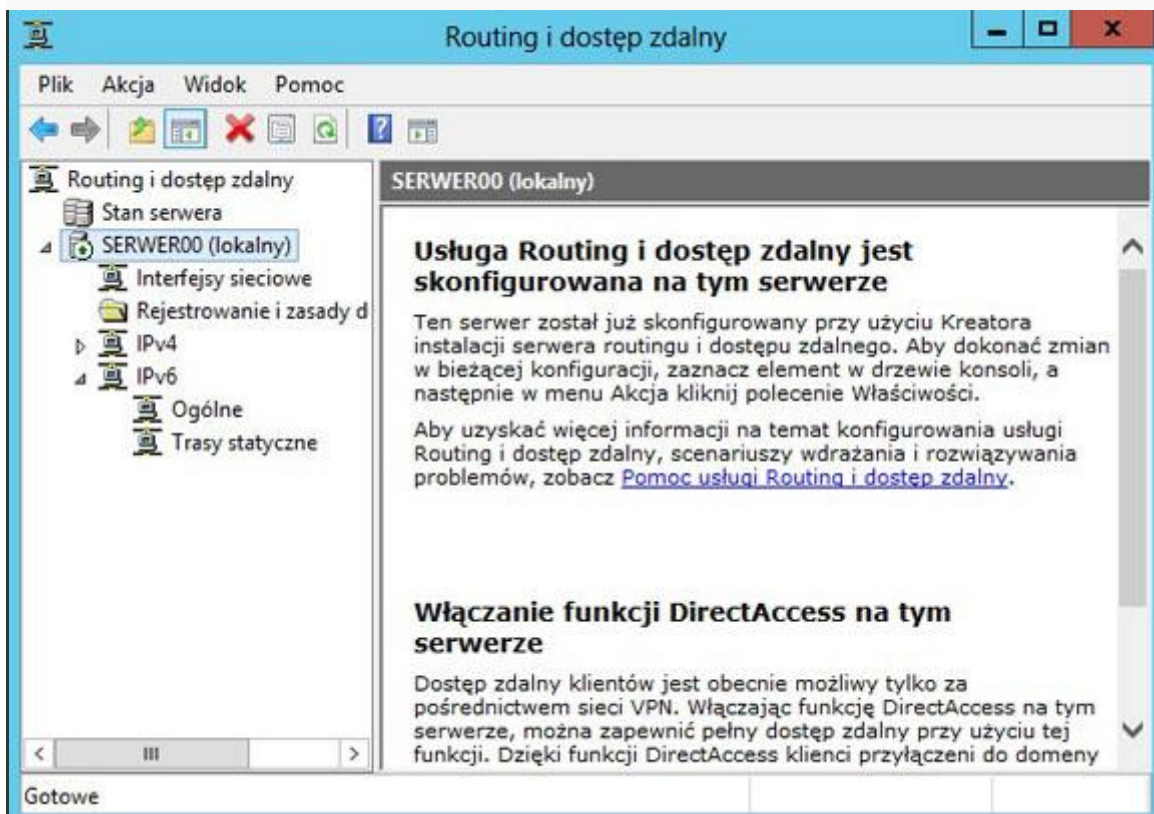 Routing i dostęp zdalny
Plik Akcja Widok Pomoc
Routing i dostęp zdalny
Stan serwera
SERWER00 (lokalny)
Interfejsy sieciowe
Rejestrowanie i zasady d
IPv4
IPv6
Ogólne
Trasy statyczne
SERWER00 (lokalny)
Usługa Routing i dostęp zdalny jest
skonfigurowana na tym serwerze
Ten serwer został już skonfigurowany przy użyciu Kreatora
instalacji serwera routingu i dostępu zdalnego. Aby dokonać zmian
w bieżącej konfiguracji, zaznacz element w drzewie konsoli, a
następnie w menu Akcja kliknij polecenie Właściwości.
Aby uzyskać więcej informacji na temat konfigurowania usługi
Routing i dostęp zdalny, scenariuszy wdrażania i rozwiązywania
problemów, zobacz Pomoc usługi Routing i dostęp zdalny.
Włączanie funkcji DirectAccess na tym
serwerze
Dostęp zdalny klientów jest obecnie możliwy tylko za
pośrednictwem sieci VPN. Włączając funkcję DirectAccess na tym
serwerze, można zapewnić pełny dostęp zdalny przy użyciu tej
funkcji. Dzięki funkcji DirectAccess klienci przyłączeni do domeny
Gotowe